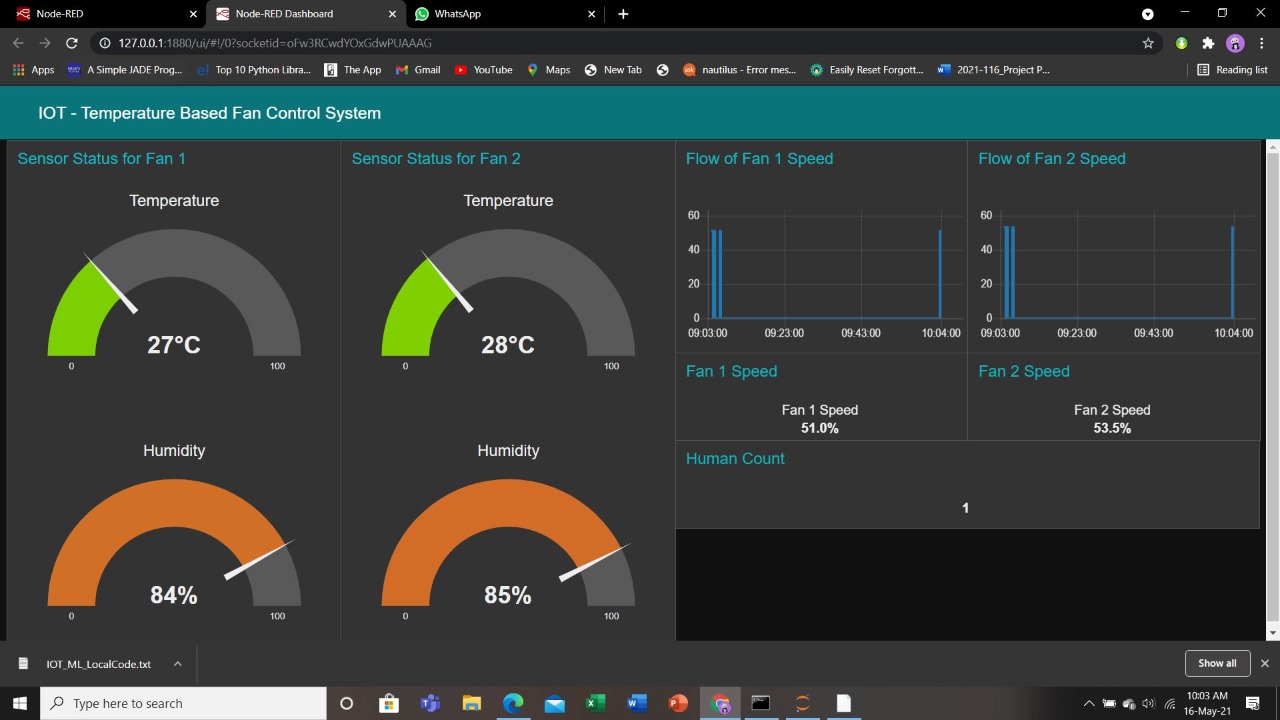 Node-RED
Node-RED Dashboard
WhatsApp
127.0.0.1:1880/ui/#!/0?socketid=oFw3RCwdYOxGdwPUAAAG
Apps
A Simple JADE Prog...
Top 10 Python Libra...
The App
Gmail
YouTube
Maps
New Tab
nautilus - Error mes...
Easily Reset Forgott...
2021-116_Project P...
Reading list
IOT - Temperature Based Fan Control System
Sensor Status for Fan 1
Temperature
27°C
0
100
Humidity
84%
0
100
Sensor Status for Fan 2
Temperature
28°C
0
100
Humidity
85%
0
100
Flow of Fan 1 Speed
60
40
20
0
09:03:00 09:23:00 09:43:00 10:04:00
Flow of Fan 2 Speed
60
40
20
0
09:03:00 09:23:00 09:43:00 10:04:00
Fan 1 Speed
Fan 1 Speed
51.0%
Fan 2 Speed
Fan 2 Speed
53.5%
Human Count
1
IOT_ML_LocalCode.txt
Show all
Type here to search
10:03 AM
16-May-21